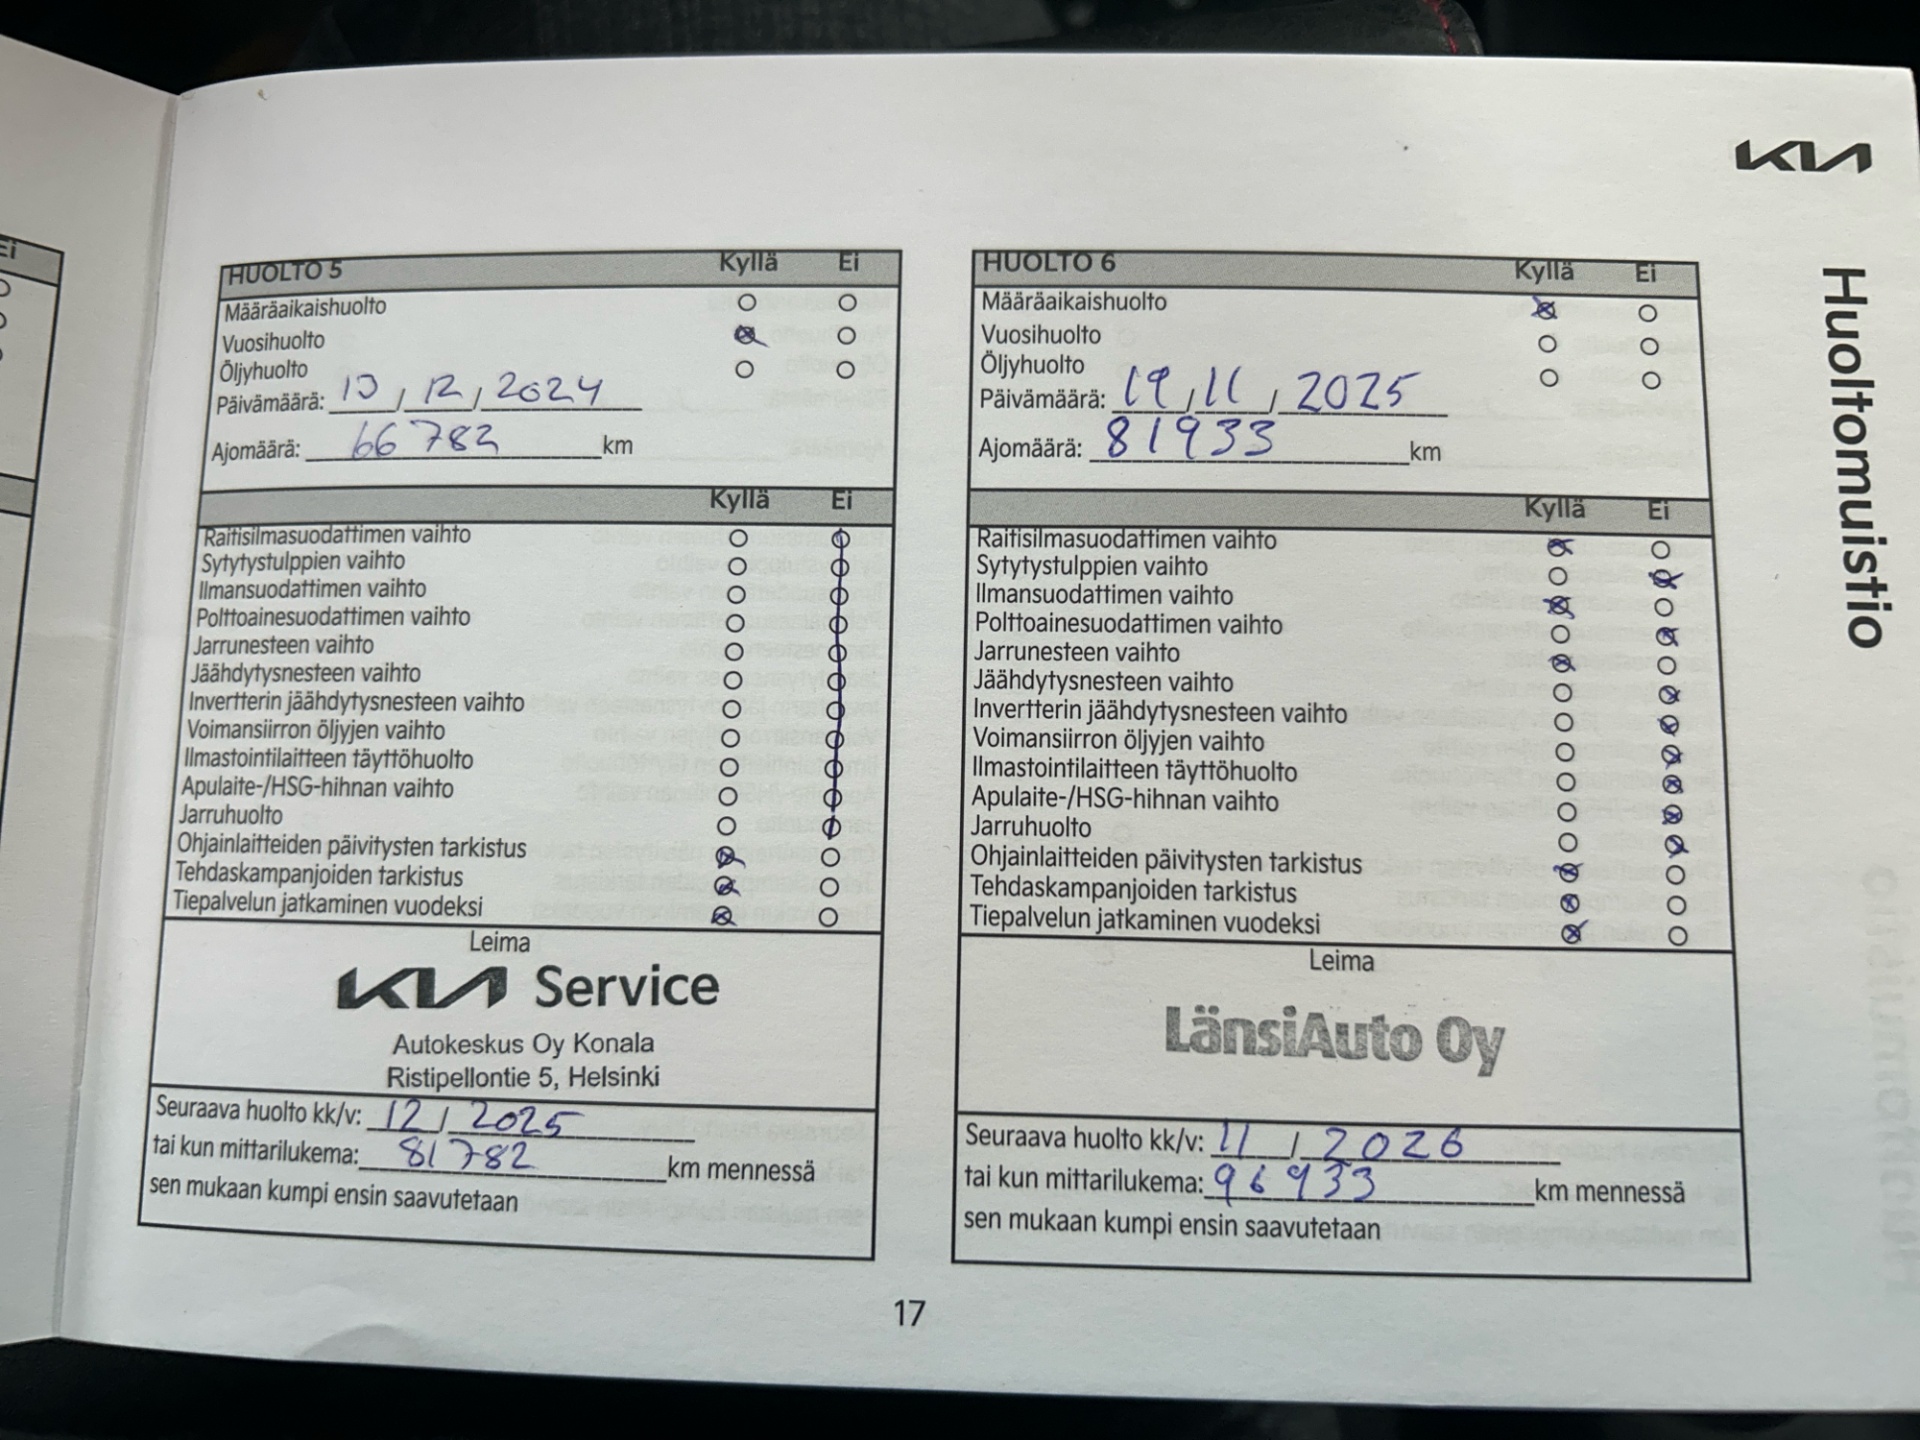 Ei
KIA
Huoltomuistio
HUOLTO 5 Kyllä Ei
Määräaikaishuolto
Vuosihuolto
Öljyhuolto
Päivämäärä: 10 / 12 / 2024
Ajomäärä: 66782 km
Kyllä Ei
Raitisilmasuodattimen vaihto
Sytytystulppien vaihto
Ilmansuodattimen vaihto
Polttoainesuodattimen vaihto
Jarrunesteen vaihto
Jäähdytysnesteen vaihto
Invertterin jäähdytysnesteen vaihto
Voimansiirron öljyjen vaihto
Ilmastointilaitteen täyttöhuolto
Apulaite-/HSG-hihnan vaihto
Jarruhuolto
Ohjainlaitteiden päivitysten tarkistus
Tehdaskampanjoiden tarkistus
Tiepalvelun jatkaminen vuodeksi
Leima
KIA Service
Autokeskus Oy Konala
Ristipellontie 5, Helsinki
Seuraava huolto kk/v: 12 / 2025
tai kun mittarilukema: 81782 km mennessä
sen mukaan kumpi ensin saavutetaan
HUOLTO 6 Kyllä Ei
Määräaikaishuolto
Vuosihuolto
Öljyhuolto
Päivämäärä: 19 / 11 / 2025
Ajomäärä: 81933 km
Kyllä Ei
Raitisilmasuodattimen vaihto
Sytytystulppien vaihto
Ilmansuodattimen vaihto
Polttoainesuodattimen vaihto
Jarrunesteen vaihto
Jäähdytysnesteen vaihto
Invertterin jäähdytysnesteen vaihto
Voimansiirron öljyjen vaihto
Ilmastointilaitteen täyttöhuolto
Apulaite-/HSG-hihnan vaihto
Jarruhuolto
Ohjainlaitteiden päivitysten tarkistus
Tehdaskampanjoiden tarkistus
Tiepalvelun jatkaminen vuodeksi
Leima
LänsiAuto Oy
Seuraava huolto kk/v: 11 / 2026
tai kun mittarilukema: 96933 km mennessä
sen mukaan kumpi ensin saavutetaan
17